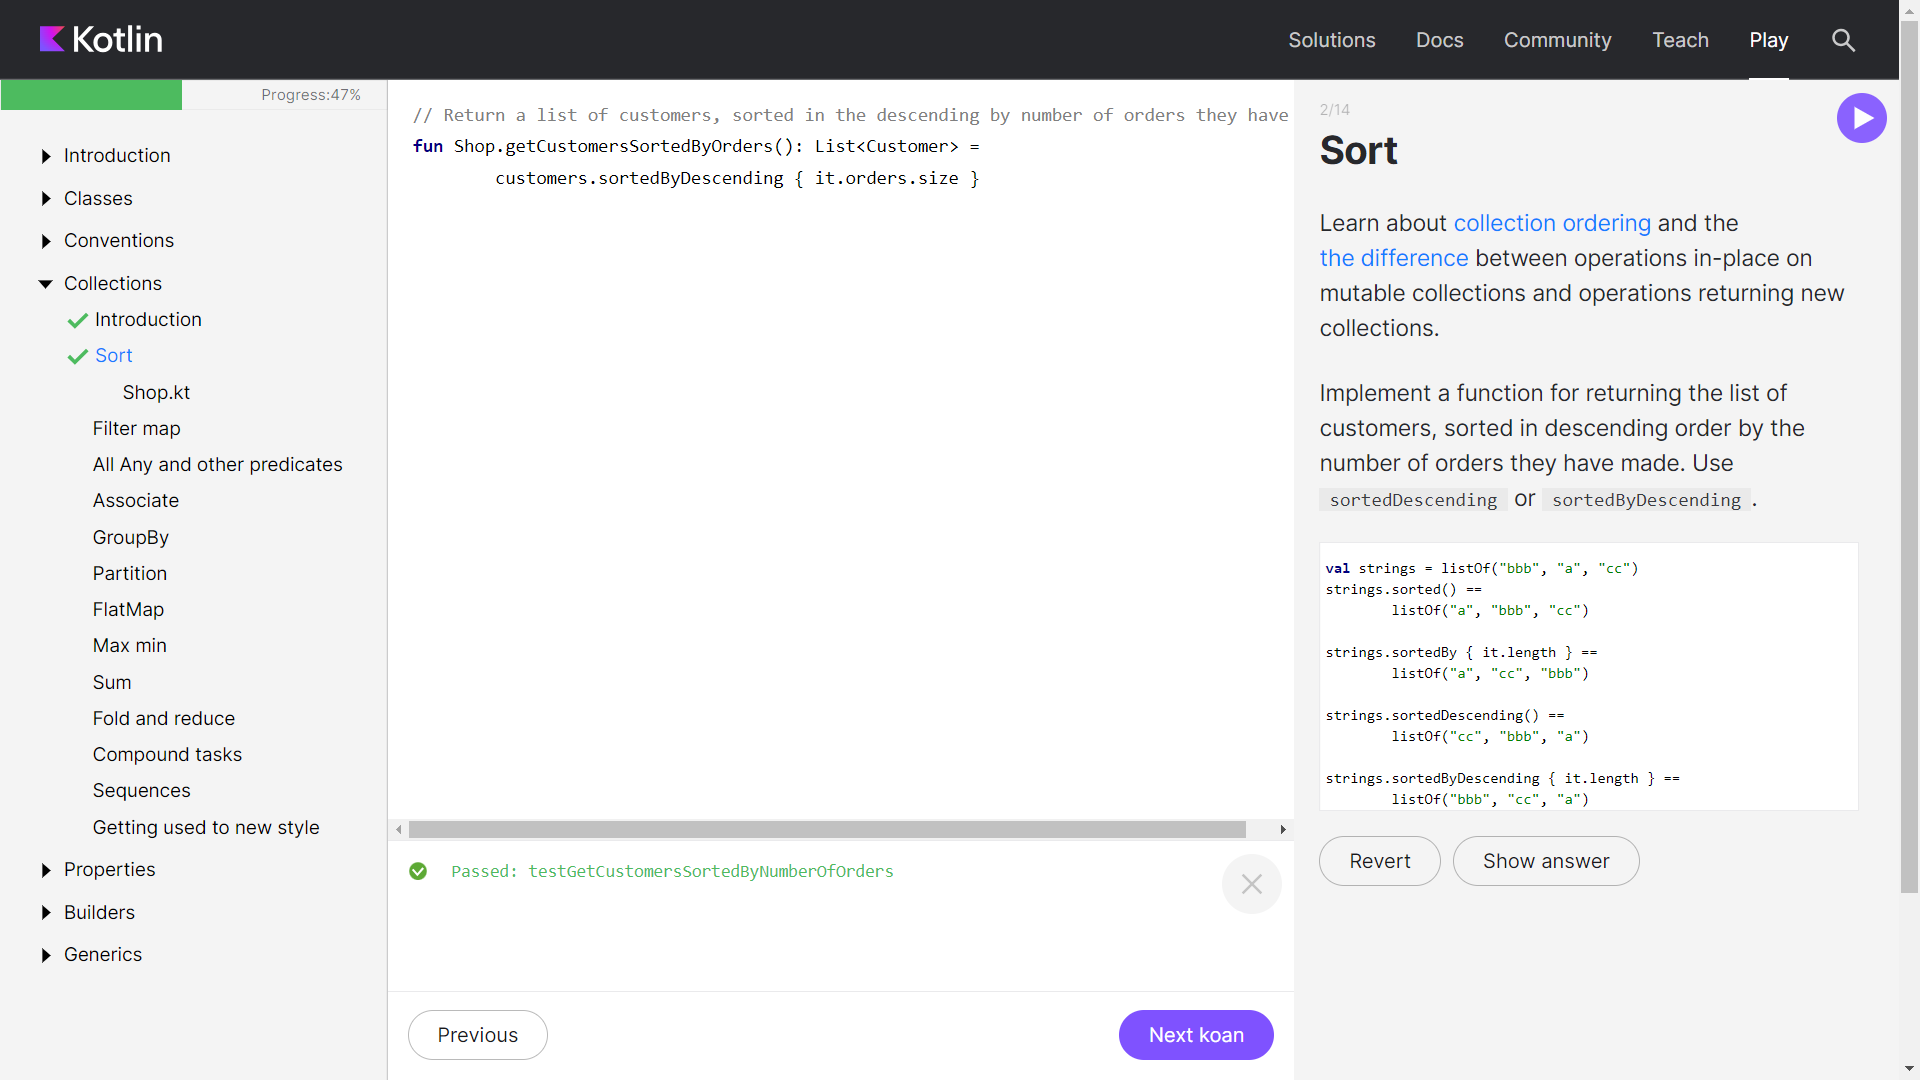 Kotlin
Solutions
Docs
Community
Teach
Play
Progress:47%
Introduction
Classes
Conventions
Collections
Introduction
Sort
Shop.kt
Filter map
All Any and other predicates
Associate
GroupBy
Partition
FlatMap
Max min
Sum
Fold and reduce
Compound tasks
Sequences
Getting used to new style
Properties
Builders
Generics
// Return a list of customers, sorted in the descending by number of orders they have
fun Shop.getCustomersSortedByOrders(): List<Customer> =
customers.sortedByDescending { it.orders.size }
Passed: testGetCustomersSortedByNumberOfOrders
Previous
Next koan
2/14
Sort
Learn about collection ordering and the
the difference between operations in-place on
mutable collections and operations returning new
collections.
Implement a function for returning the list of
customers, sorted in descending order by the
number of orders they have made. Use
sortedDescending or sortedByDescending.
val strings = listOf("bbb", "a", "cc")
strings.sorted() ==
listOf("a", "bbb", "cc")
strings.sortedBy { it.length } ==
listOf("a", "cc", "bbb")
strings.sortedDescending() ==
listOf("cc", "bbb", "a")
strings.sortedByDescending { it.length } ==
listOf("bbb", "cc", "a")
Revert
Show answer